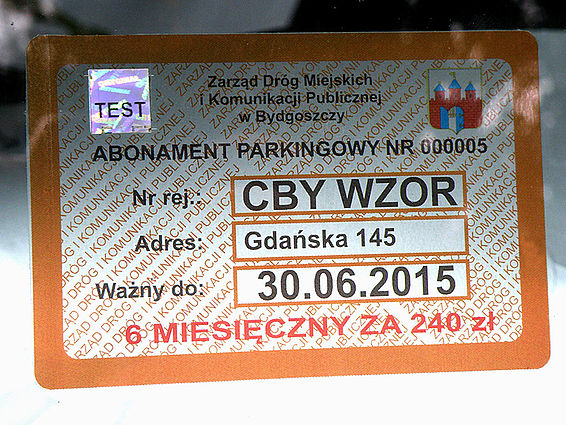 Zarząd Dróg Miejskich
i Komunikacji Publicznej
w Bydgoszczy
TEST
ABONAMENT PARKINGOWY NR 000005
Nr rej.: CBY WZOR
Adres: Gdańska 145
Ważny do: 30.06.2015
6 MIESIĘCZNY ZA 240 zł